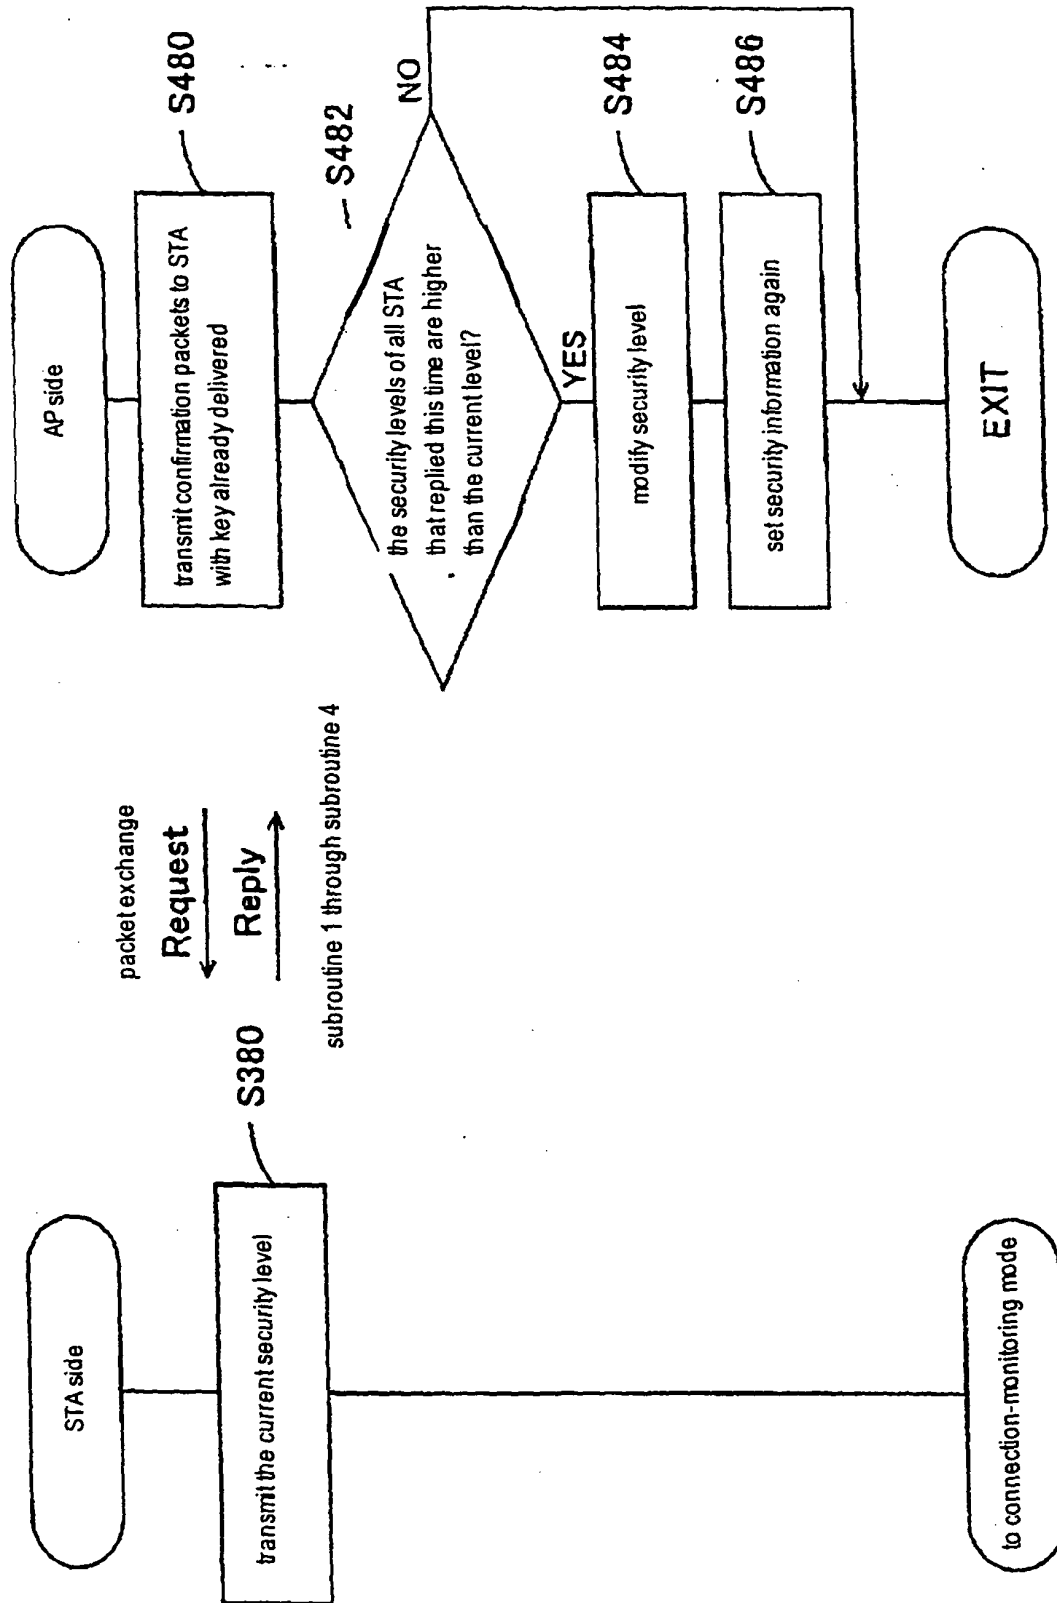 STA side
S380
transmit the current security level
to connection-monitoring mode
packet exchange
Request
Reply
subroutine 1 through subroutine 4
AP side
S480
transmit confirmation packets to STA
with key already delivered
S482
the security levels of all STA
that replied this time are higher
than the current level?
NO
YES
S484
modify security level
S486
set security information again
EXIT